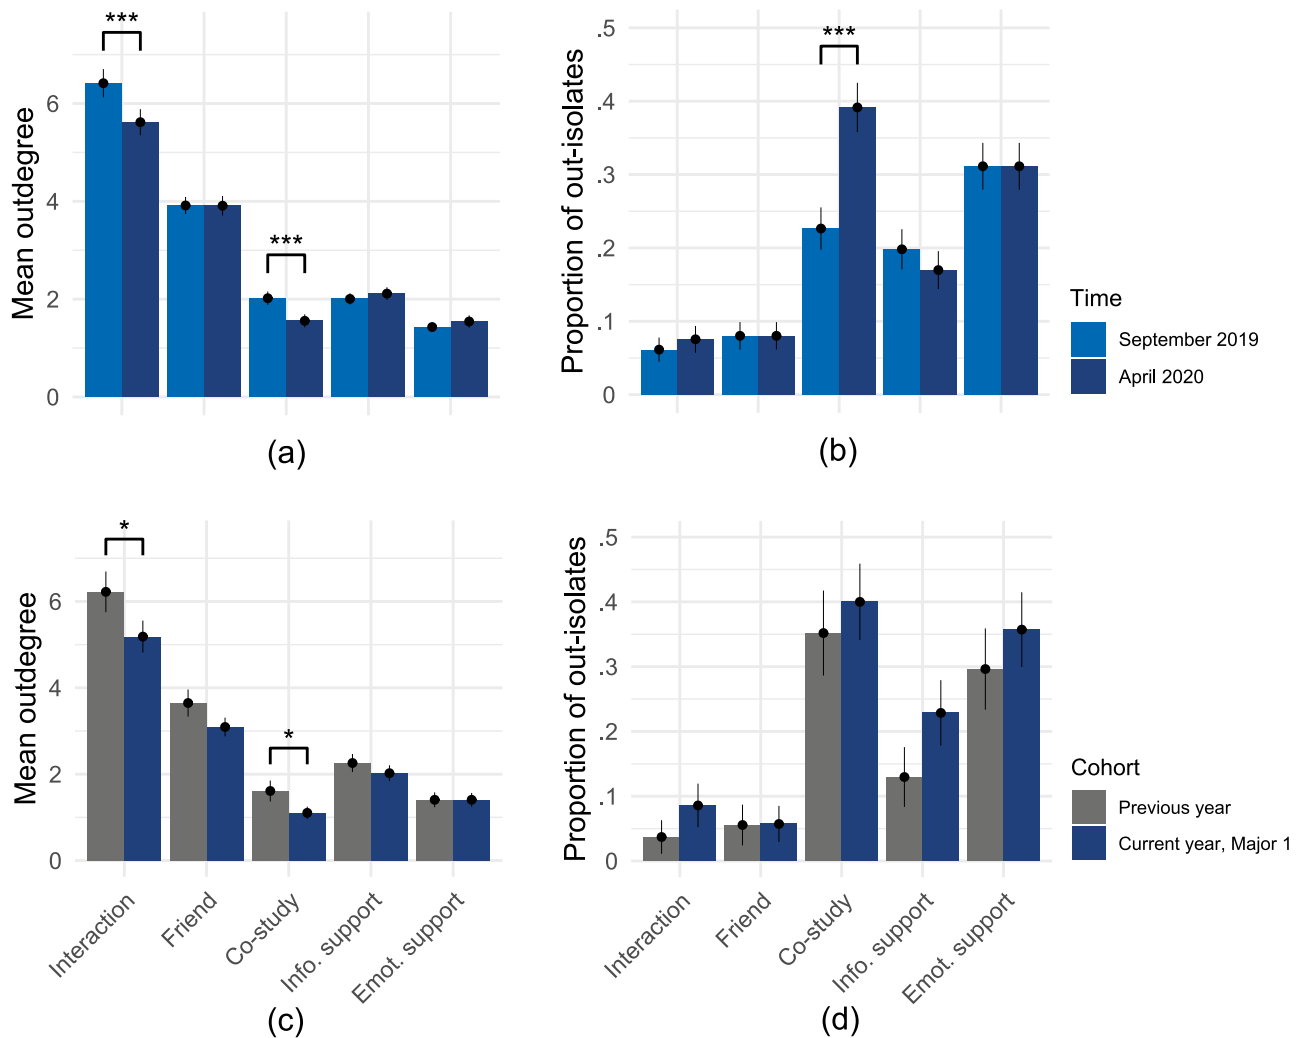 ***
***
Mean outdegree
6
4
2
0
(a)
***
Proportion of out-isolates
.5
.4
.3
.2
.1
0
(b)
Time
September 2019
April 2020
*
*
Mean outdegree
6
4
2
0
Interaction
Friend
Co-study
Info. support
Emot. support
(c)
Proportion of out-isolates
.5
.4
.3
.2
.1
0
Interaction
Friend
Co-study
Info. support
Emot. support
(d)
Cohort
Previous year
Current year, Major 1